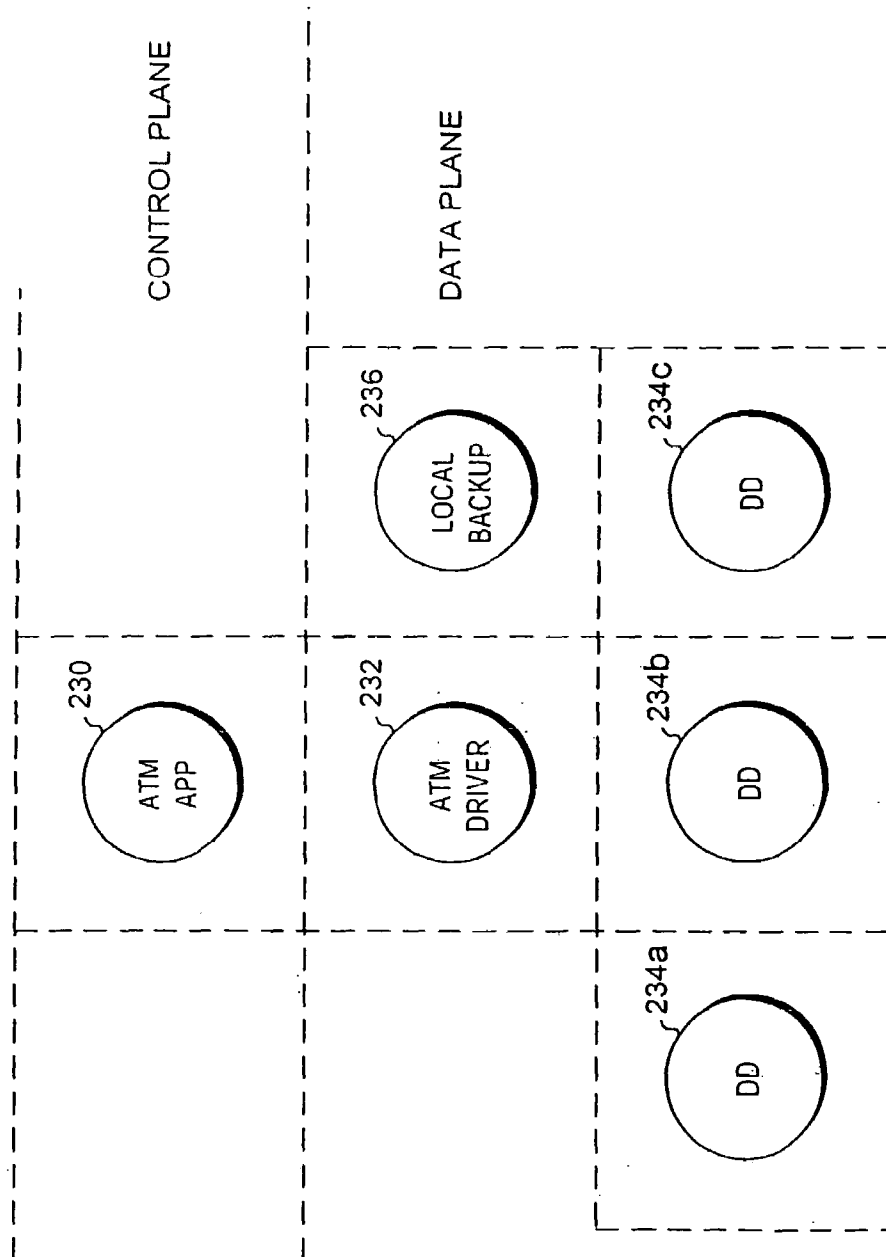 CONTROL PLANE
230
ATM
APP
DATA PLANE
232
ATM
DRIVER
236
LOCAL
BACKUP
234a
DD
234b
DD
234c
DD